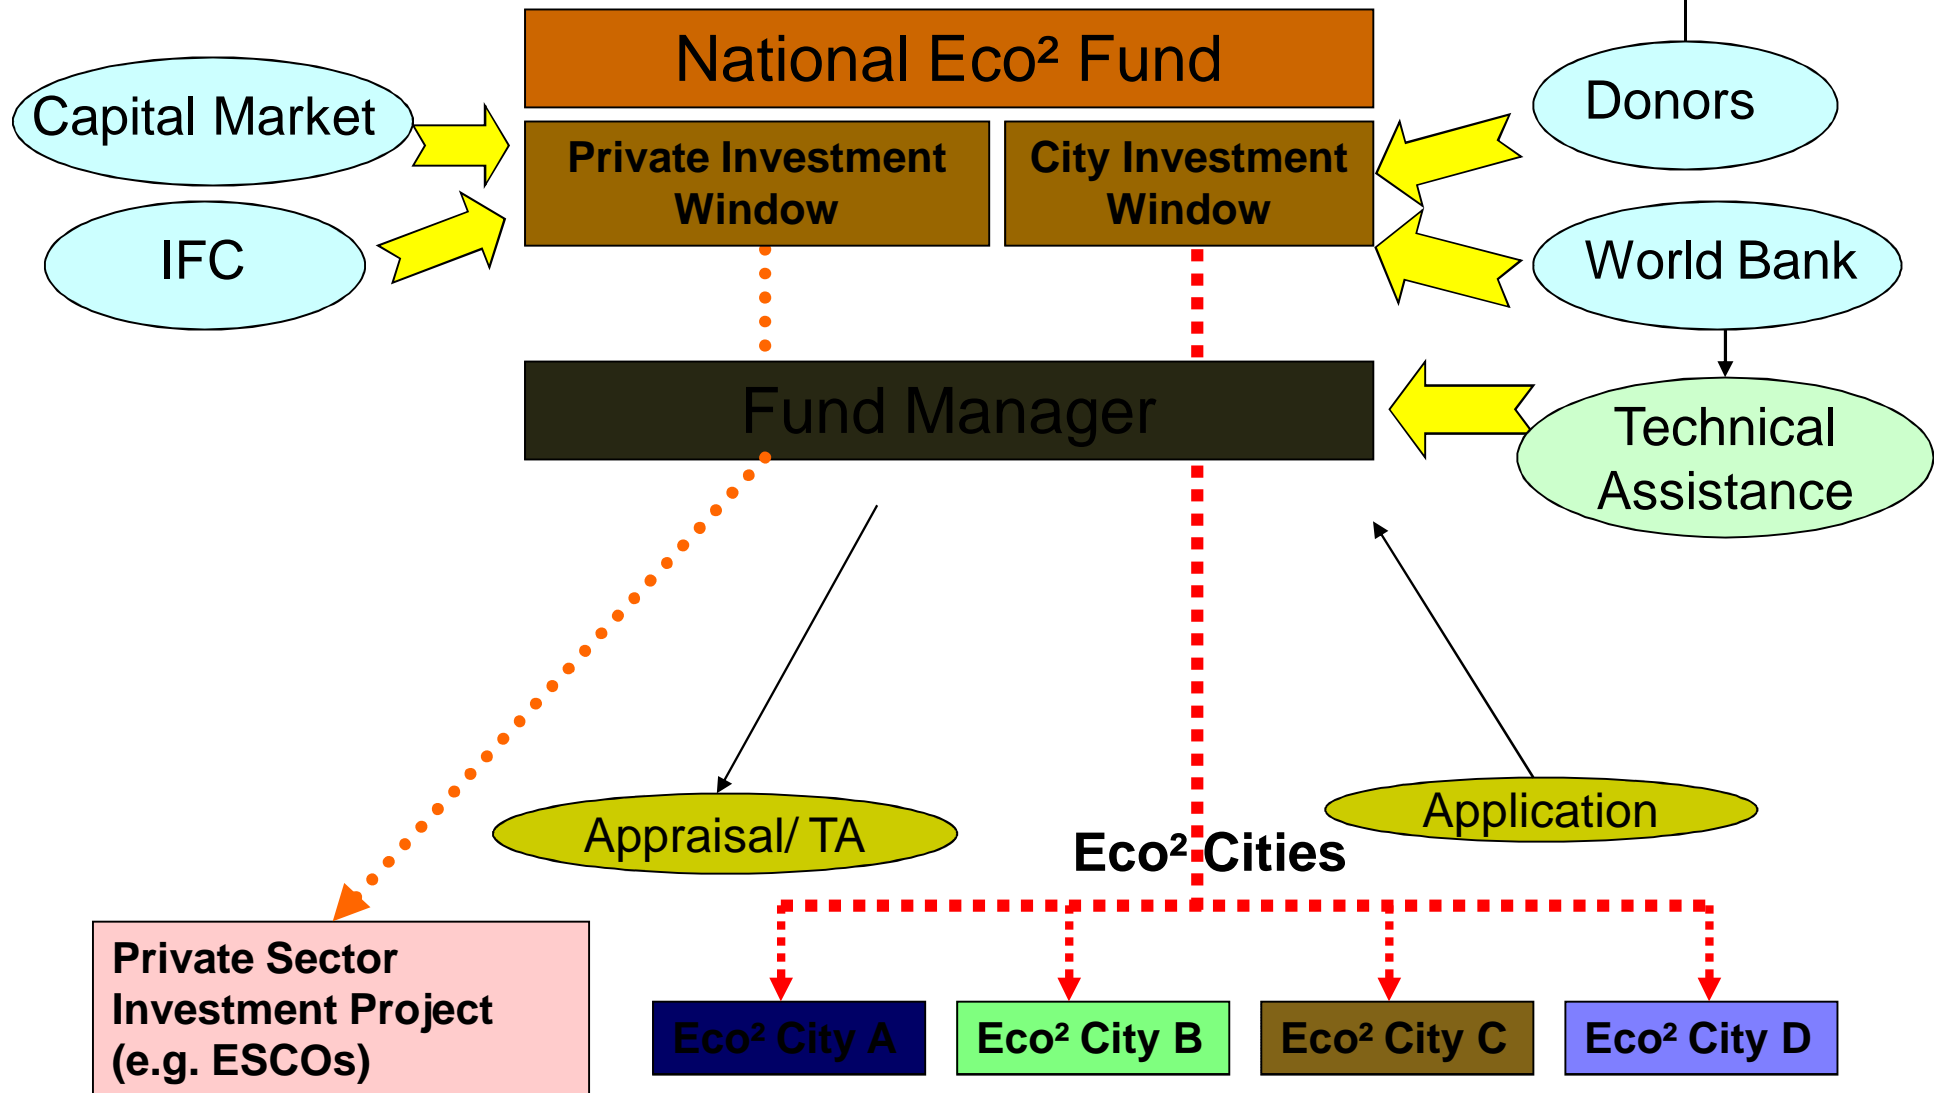 National Eco² Fund
Capital Market
Donors
Private Investment
Window
City Investment
Window
IFC
World Bank
Fund Manager
Technical
Assistance
Appraisal/ TA
Application
Eco² Cities
Private Sector
Investment Project
(e.g. ESCOs)
Eco² City A
Eco² City B
Eco² City C
Eco² City D